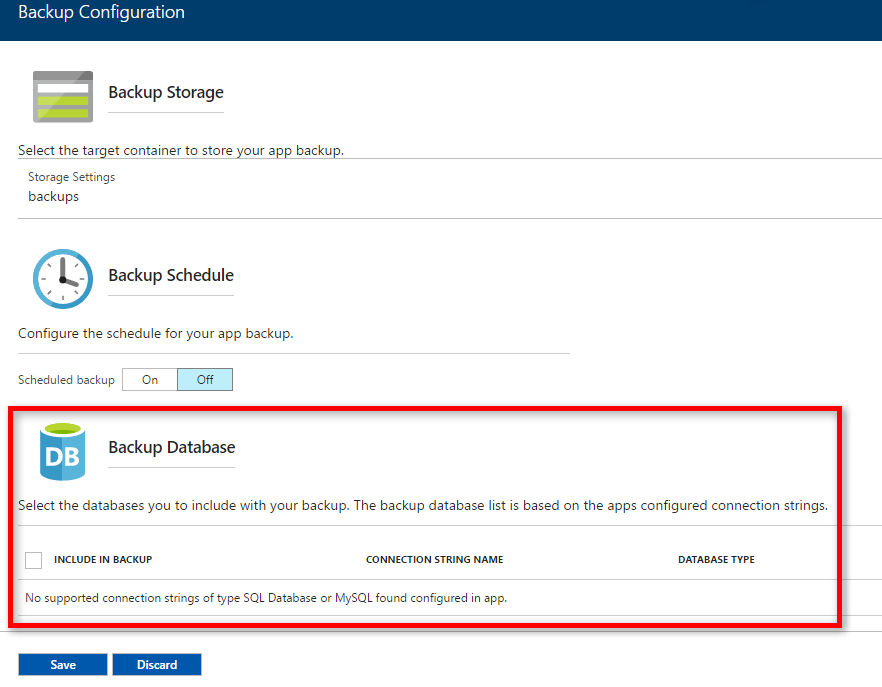 Backup Configuration
Backup Storage
Select the target container to store your app backup.
Storage Settings
backups
Backup Schedule
Configure the schedule for your app backup.
Scheduled backup On Off
DB
Backup Database
Select the databases you to include with your backup. The backup database list is based on the apps configured connection strings.
INCLUDE IN BACKUP CONNECTION STRING NAME DATABASE TYPE
No supported connection strings of type SQL Database or MySQL found configured in app.
Save Discard